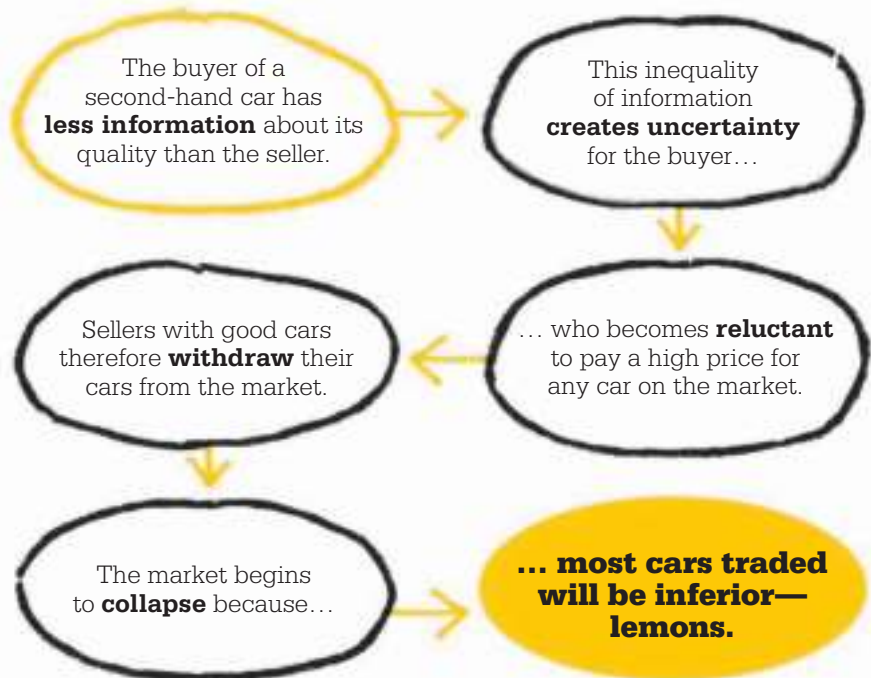 The buyer of a
second-hand car has
less information about its
quality than the seller.
This inequality
of information
creates uncertainty
for the buyer…
… who becomes reluctant
to pay a high price for
any car on the market.
Sellers with good cars
therefore withdraw their
cars from the market.
The market begins
to collapse because…
… most cars traded
will be inferior—
lemons.